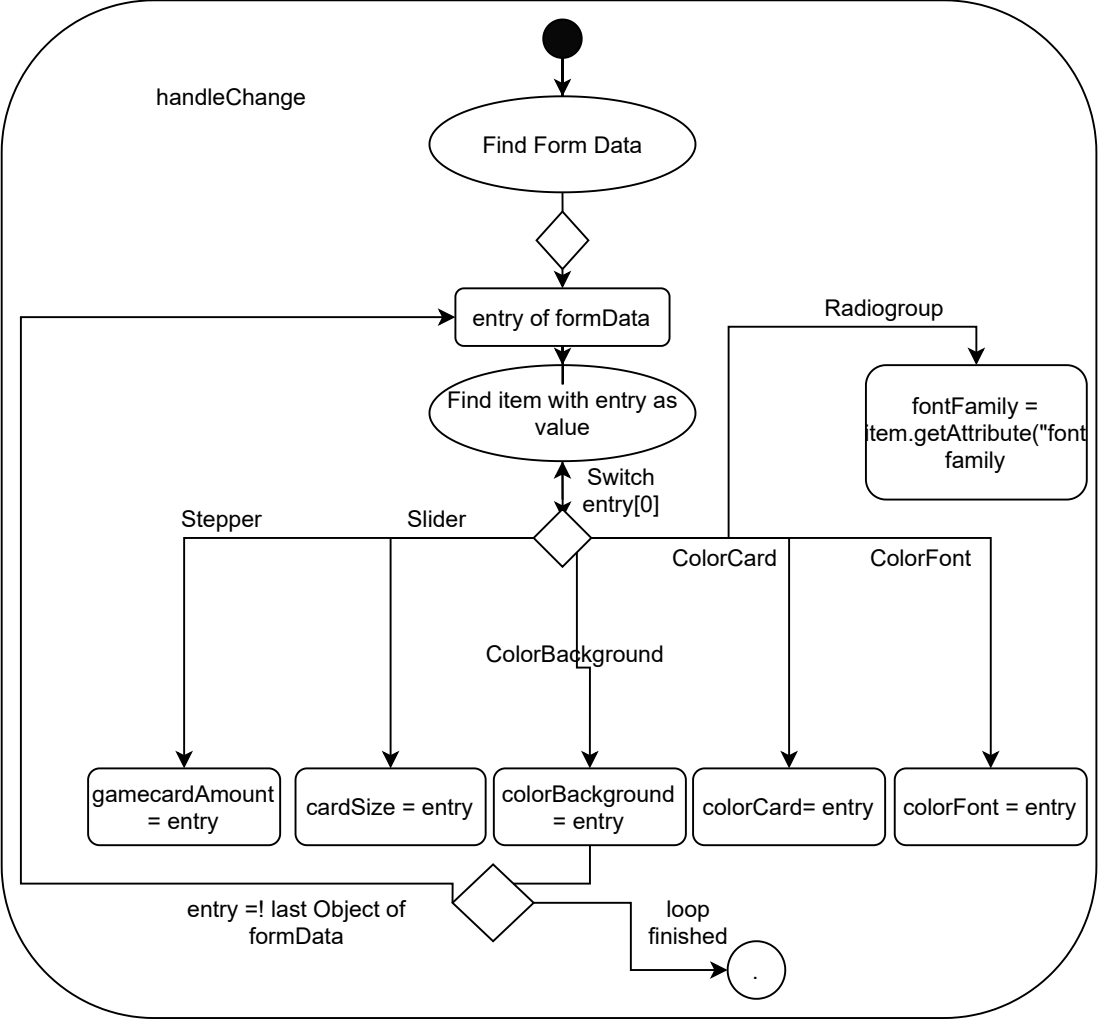 handleChange
Find Form Data
entry of formData
Radiogroup
Find item with entry as
value
fontFamily =
item.getAttribute("font
family
Switch
entry[0]
Stepper
Slider
ColorCard
ColorFont
ColorBackground
gamecardAmount
= entry
cardSize = entry
colorBackground
= entry
colorCard= entry
colorFont = entry
entry =! last Object of
formData
loop
finished
.